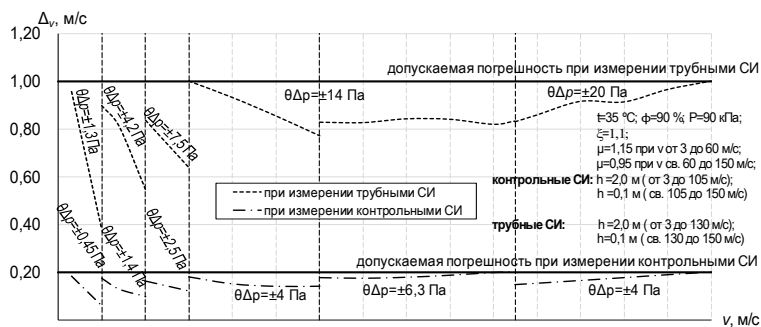 Δv, м/с
1,20
1,00
0,80
0,60
0,40
0,20
0,00
допускаемая погрешность при измерении трубными СИ
θΔp=±1,3 Па
θΔp=±4,2 Па
θΔp=±7,5 Па
θΔp=±14 Па
θΔp=±20 Па
t=35 ºC; ф=90 %; P=90 кПа;
ξ=1,1;
μ=1,15 при v от 3 до 60 м/с;
μ=0,95 при v св. 60 до 150 м/с;
контрольные СИ: h =2,0 м ( от 3 до 105 м/с);
h =0,1 м ( св. 105 до 150 м/с)
трубные СИ: h =2,0 м ( от 3 до 130 м/с);
h=0,1 м ( св. 130 до 150 м/с)
при измерении трубными СИ
при измерении контрольными СИ
допускаемая погрешность при измерении контрольными СИ
θΔp=±0,45 Па
θΔp=±1,4 Па
θΔp=±2,5 Па
θΔp=±4 Па
θΔp=±6,3 Па
θΔp=±4 Па
v, м/с